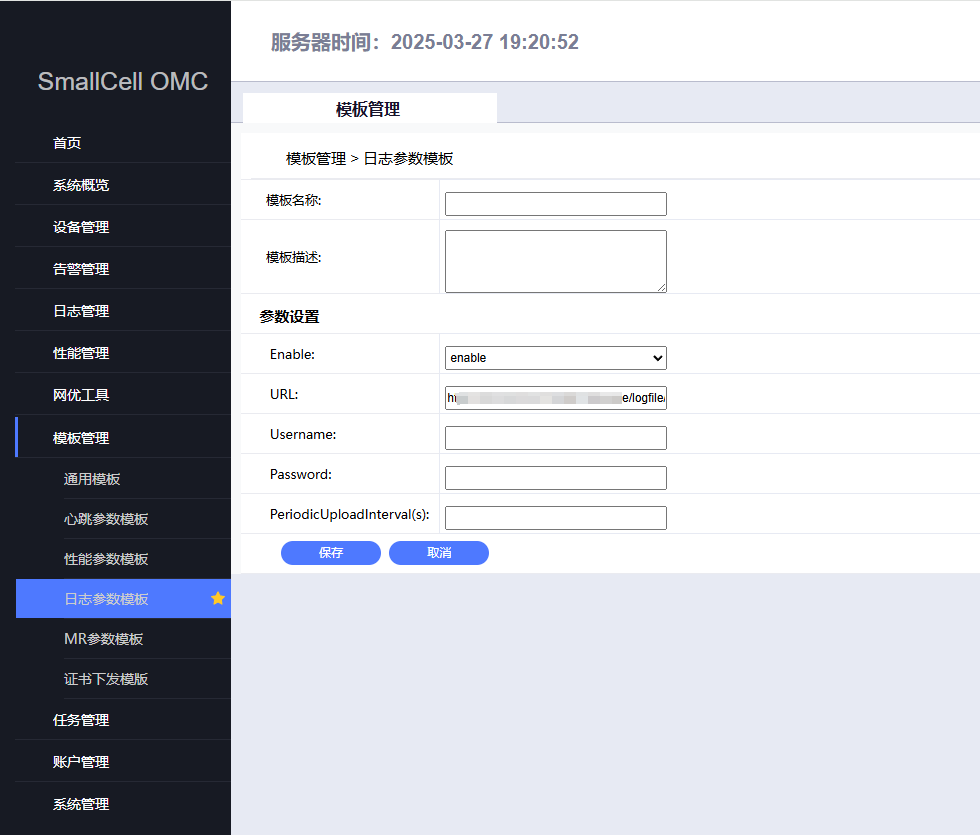 服务器时间：2025-03-27 19:20:52
SmallCell OMC
首页
系统概览
设备管理
告警管理
日志管理
性能管理
网优工具
模板管理
通用模板
心跳参数模板
性能参数模板
日志参数模板
MR参数模板
证书下发模版
任务管理
账户管理
系统管理
模板管理
模板管理 > 日志参数模板
模板名称:
模板描述:
参数设置
Enable:
enable
URL:
e/logfile/
Username:
Password:
PeriodicUploadInterval(s):
保存
取消